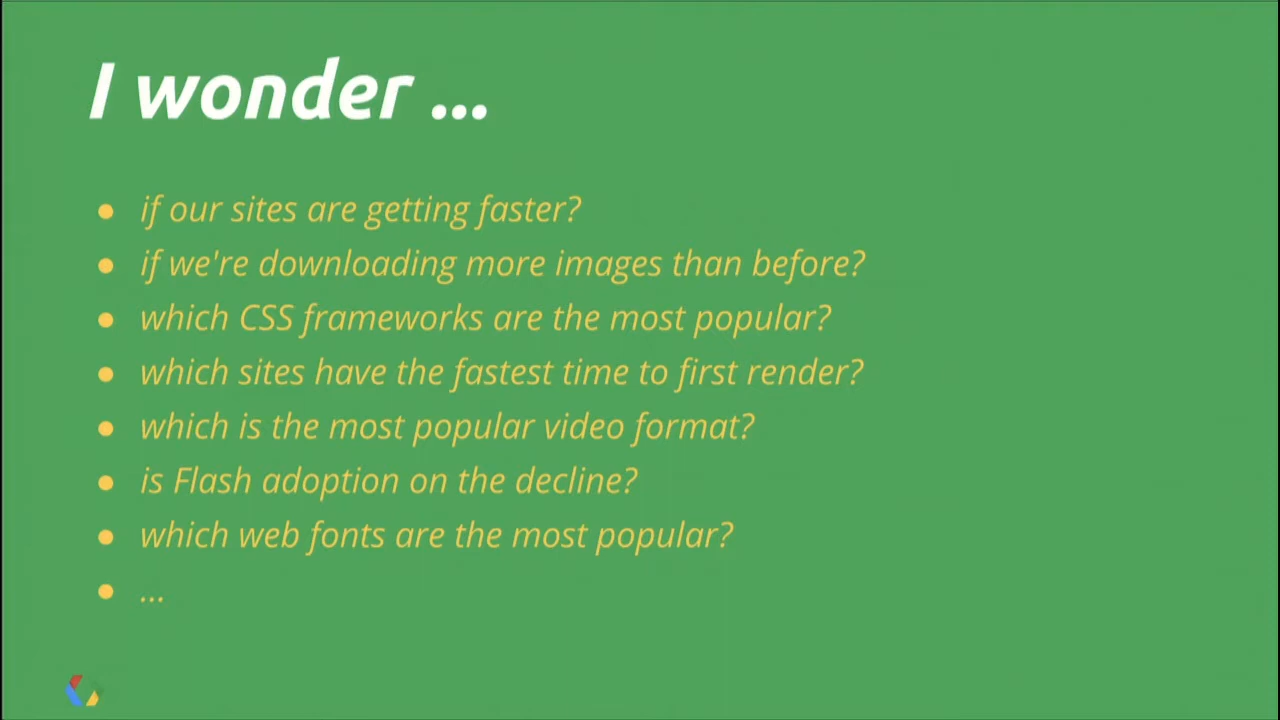 I wonder ...
● if our sites are getting faster?
● if we're downloading more images than before?
● which CSS frameworks are the most popular?
● which sites have the fastest time to first render?
● which is the most popular video format?
● is Flash adoption on the decline?
● which web fonts are the most popular?
● ...